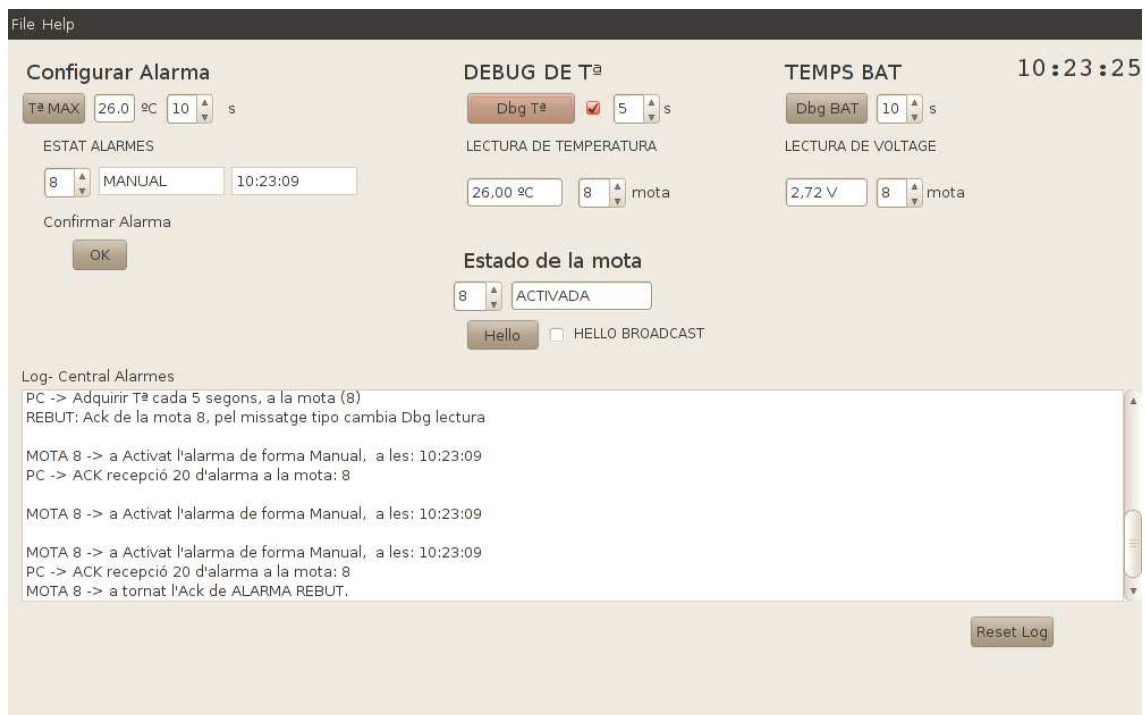 File Help
10:23:25
Configurar Alarma
Tª MAX 26.0 ºC 10 s
ESTAT ALARMES
8 MANUAL 10:23:09
Confirmar Alarma
OK
DEBUG DE Tª
Dbg Tª 5 s
LECTURA DE TEMPERATURA
26,00 ºC 8 mota
TEMPS BAT
Dbg BAT 10 s
LECTURA DE VOLTAGE
2,72 V 8 mota
Estado de la mota
8 ACTIVADA
Hello HELLO BROADCAST
Log- Central Alarmes
PC -> Adquirir Tª cada 5 segons, a la mota (8)
REBUT: Ack de la mota 8, pel missatge tipo cambia Dbg lectura
MOTA 8 -> a Activat l'alarma de forma Manual, a les: 10:23:09
PC -> ACK recepció 20 d'alarma a la mota: 8
MOTA 8 -> a Activat l'alarma de forma Manual, a les: 10:23:09
MOTA 8 -> a Activat l'alarma de forma Manual, a les: 10:23:09
PC -> ACK recepció 20 d'alarma a la mota: 8
MOTA 8 -> a tornat l'Ack de ALARMA REBUT.
Reset Log